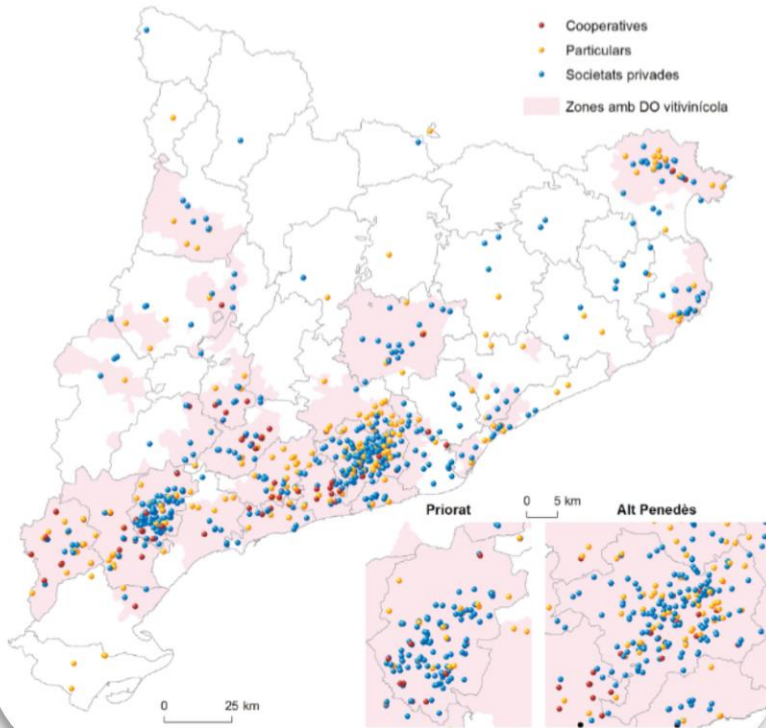 Cooperatives
Particulars
Societats privades
Zones amb DO vitivinícola
Priorat
0 5 km
Alt Penedès
0 25 km